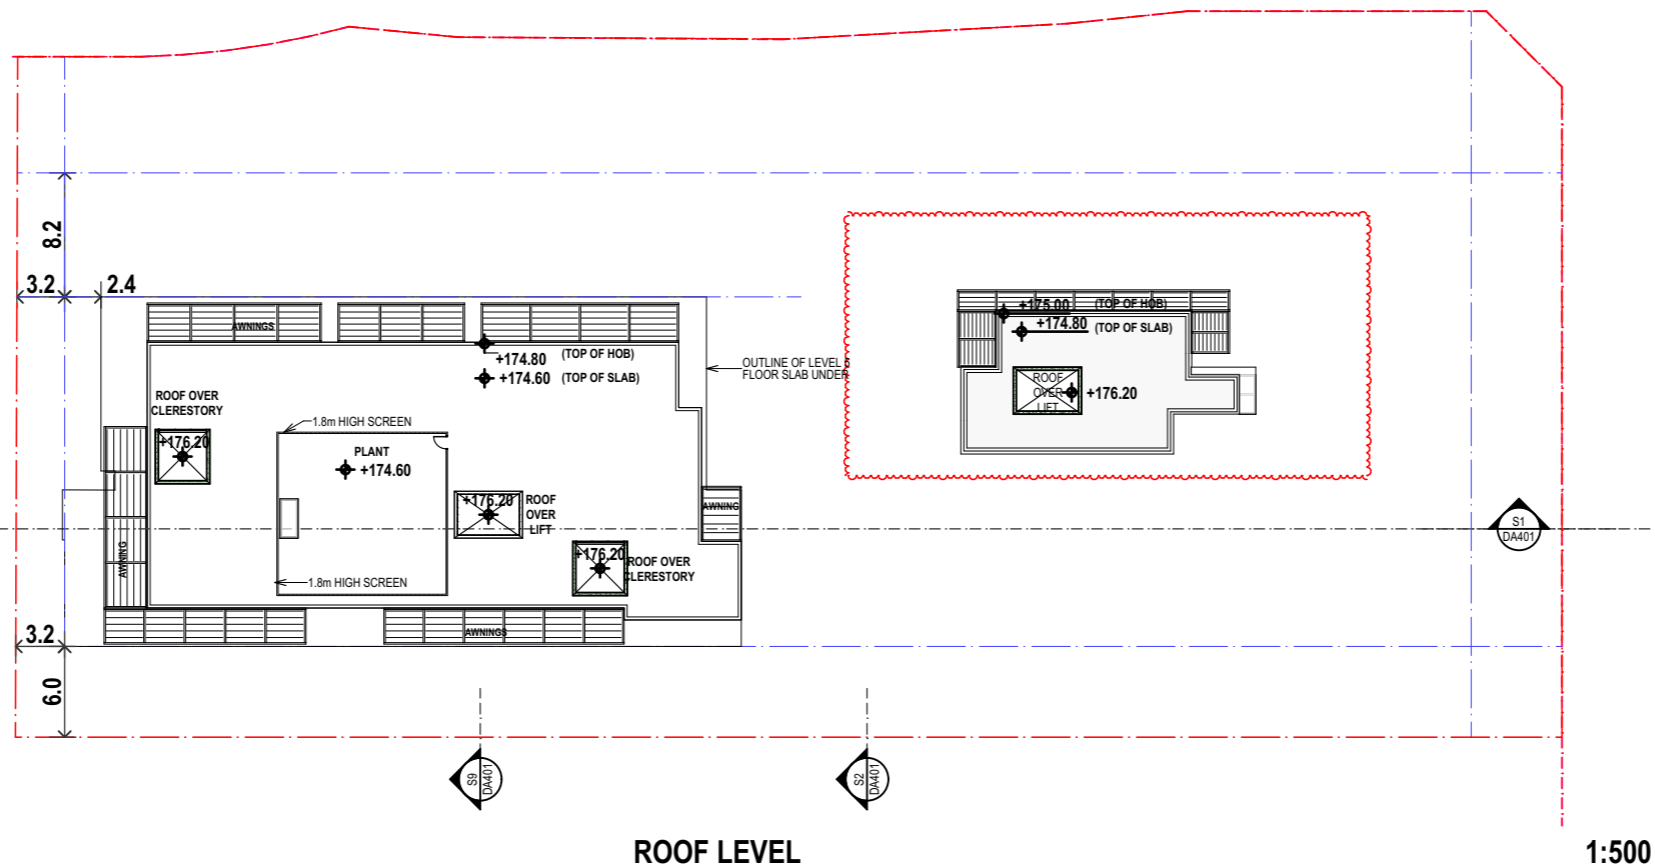 8.2
3.2
2.4
AWNINGS
+174.80 (TOP OF HOB)
+174.60 (TOP OF SLAB)
OUTLINE OF LEVEL 5
FLOOR SLAB UNDER
ROOF OVER
CLERESTORY
+176.20
1.8m HIGH SCREEN
PLANT
+174.60
+176.20
ROOF
OVER
LIFT
AWNING
AWNING
+176.20
ROOF OVER
CLERESTORY
1.8m HIGH SCREEN
AWNINGS
3.2
6.0
+175.00 (TOP OF HOB)
+174.80 (TOP OF SLAB)
ROOF
OVER
LIFT
+176.20
S1
DA401
S9
DA401
S2
DA401
ROOF LEVEL
1:500